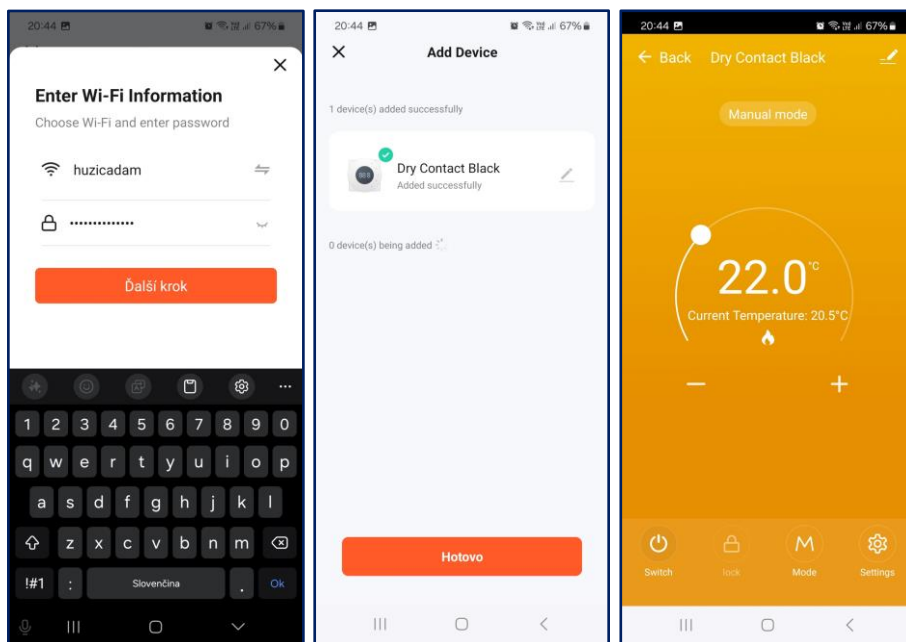 20:44 67%
Enter Wi-Fi Information
Choose Wi-Fi and enter password
huzicadam
••••••••••••••
Ďalší krok
1 2 3 4 5 6 7 8 9 0
q w e r t y u i o p
a s d f g h j k l
z x c v b n m
!#1 ; Slovenčina . Ok
20:44 67%
Add Device
1 device(s) added successfully
Dry Contact Black
Added successfully
0 device(s) being added
Hotovo
20:44 67%
Back Dry Contact Black
Manual mode
22.0 °C
Current Temperature: 20.5°C
− +
Switch lock Mode Settings